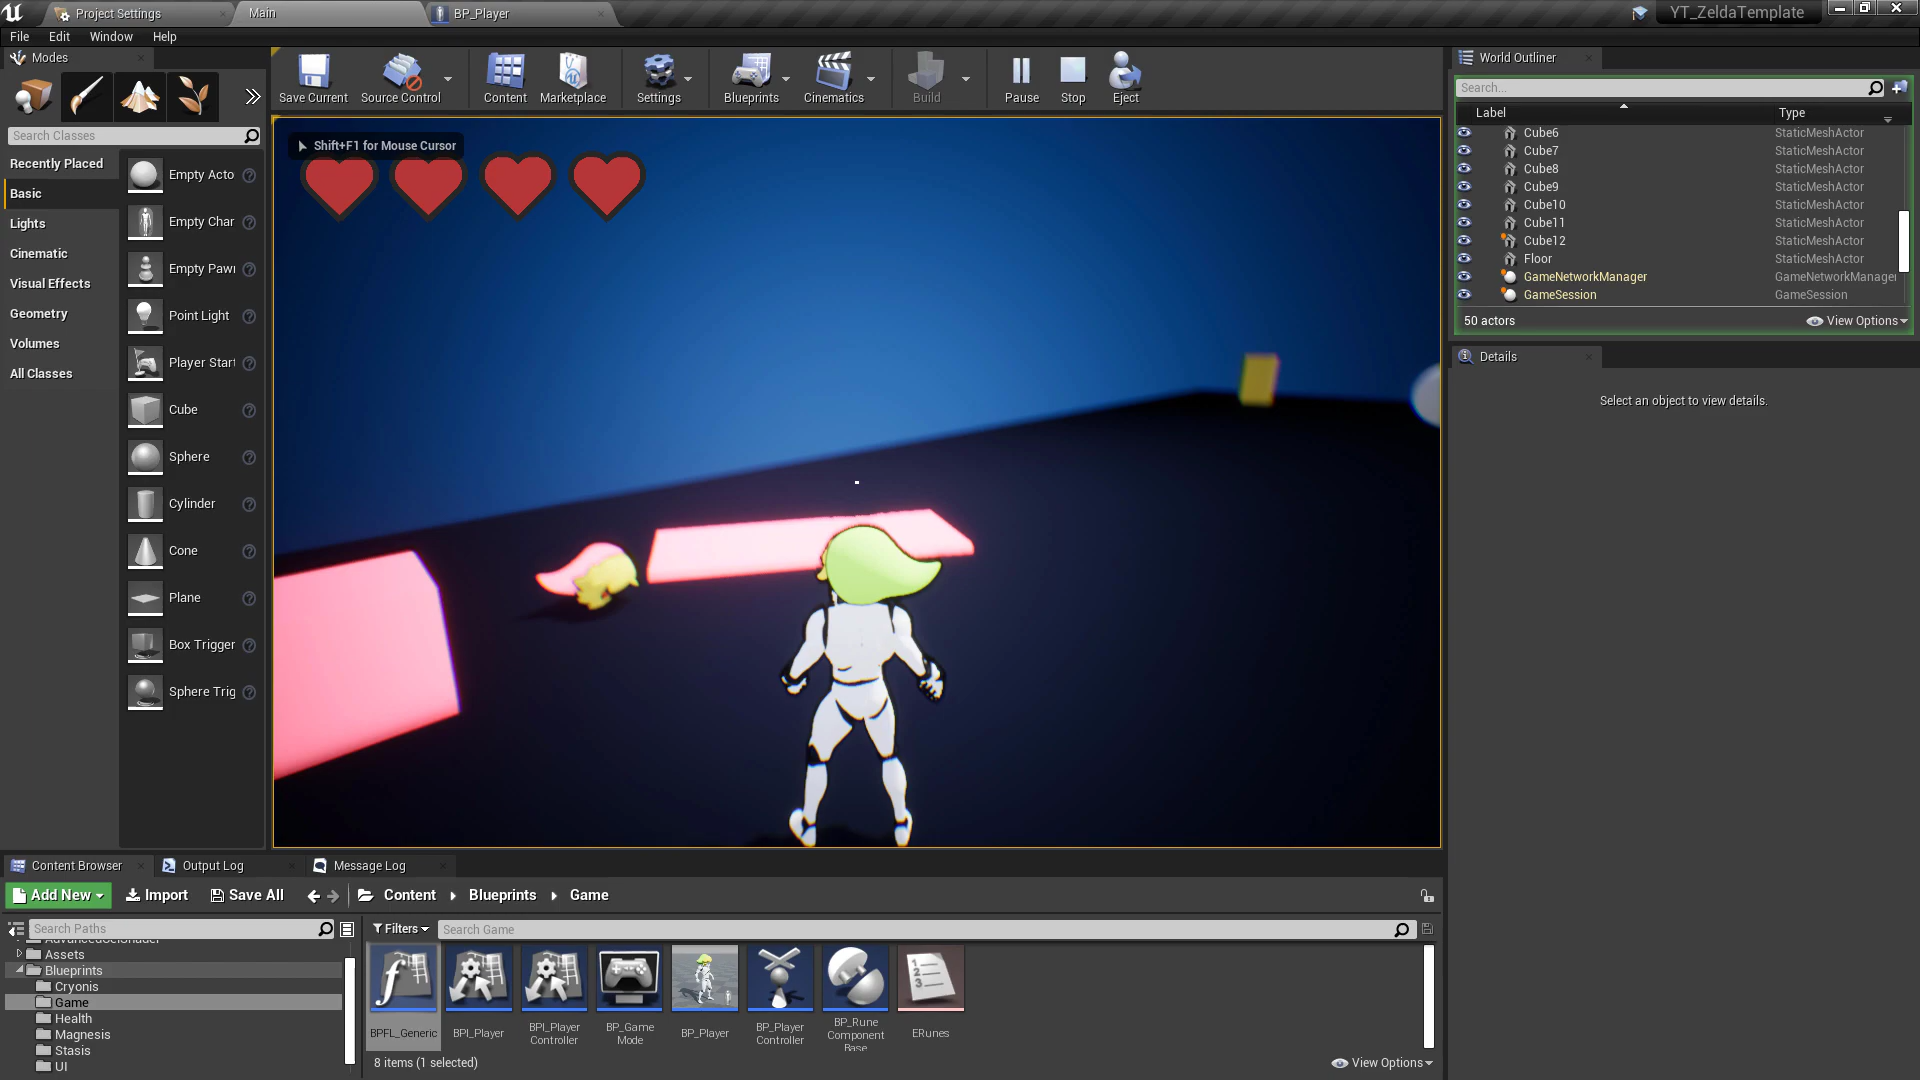 Project Settings
Main
BP_Player
YT_ZeldaTemplate
File
Edit
Window
Help
Modes
Search Classes
Recently Placed
Basic
Lights
Cinematic
Visual Effects
Geometry
Volumes
All Classes
Empty Acto
Empty Char
Empty Pawn
Point Light
Player Start
Cube
Sphere
Cylinder
Cone
Plane
Box Trigger
Sphere Trig
Save Current
Source Control
Content
Marketplace
Settings
Blueprints
Cinematics
Build
Pause
Stop
Eject
Shift+F1 for Mouse Cursor
World Outliner
Search...
Label
Type
Cube6 StaticMeshActor
Cube7 StaticMeshActor
Cube8 StaticMeshActor
Cube9 StaticMeshActor
Cube10 StaticMeshActor
Cube11 StaticMeshActor
Cube12 StaticMeshActor
Floor StaticMeshActor
GameNetworkManager GameNetworkManager
GameSession GameSession
50 actors
View Options
Details
Select an object to view details.
Content Browser
Output Log
Message Log
Add New
Import
Save All
Content
Blueprints
Game
Search Paths
Filters
Search Game
Assets
Blueprints
Cryonis
Game
Health
Magnesis
Stasis
UI
BPFL_Generic
BPI_Player
BPI_Player
Controller
BP_Game
Mode
BP_Player
BP_Player
Controller
BP_Rune
Component
Base
ERunes
8 items (1 selected)
View Options